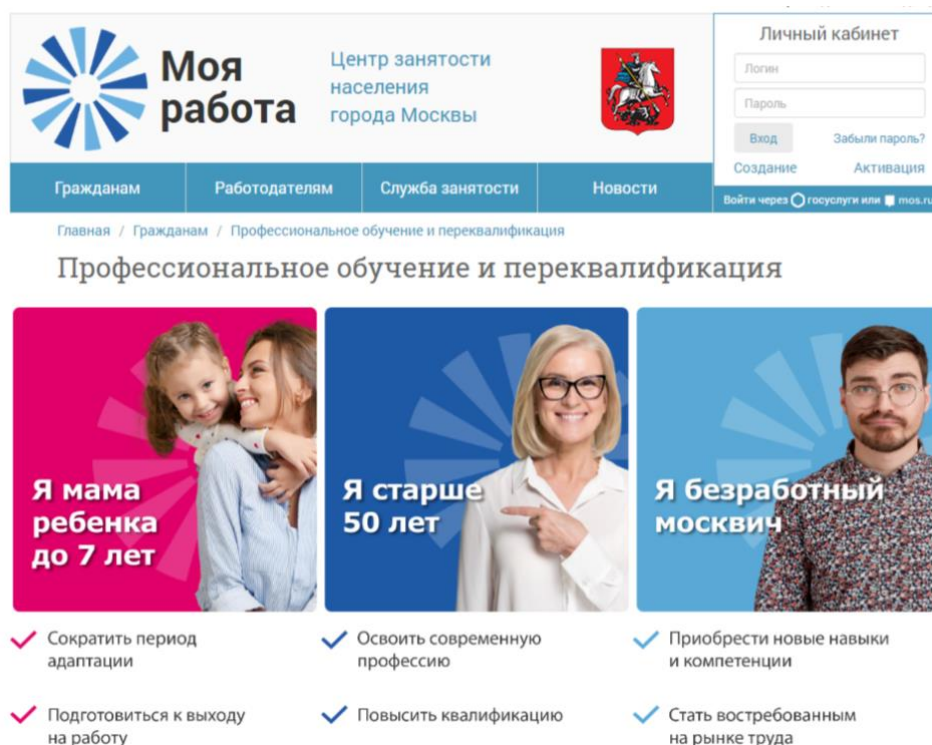 Моя
работа
Центр занятости
населения
города Москвы
Личный кабинет
Логин
Пароль
Вход
Забыли пароль?
Создание
Активация
Войти через госуслуги или mos.ru
Гражданам
Работодателям
Служба занятости
Новости
Главная / Гражданам / Профессиональное обучение и переквалификация
Профессиональное обучение и переквалификация
Я мама
ребенка
до 7 лет
Я старше
50 лет
Я безработный
москвич
Сократить период
адаптации
Освоить современную
профессию
Приобрести новые навыки
и компетенции
Подготовиться к выходу
на работу
Повысить квалификацию
Стать востребованным
на рынке труда